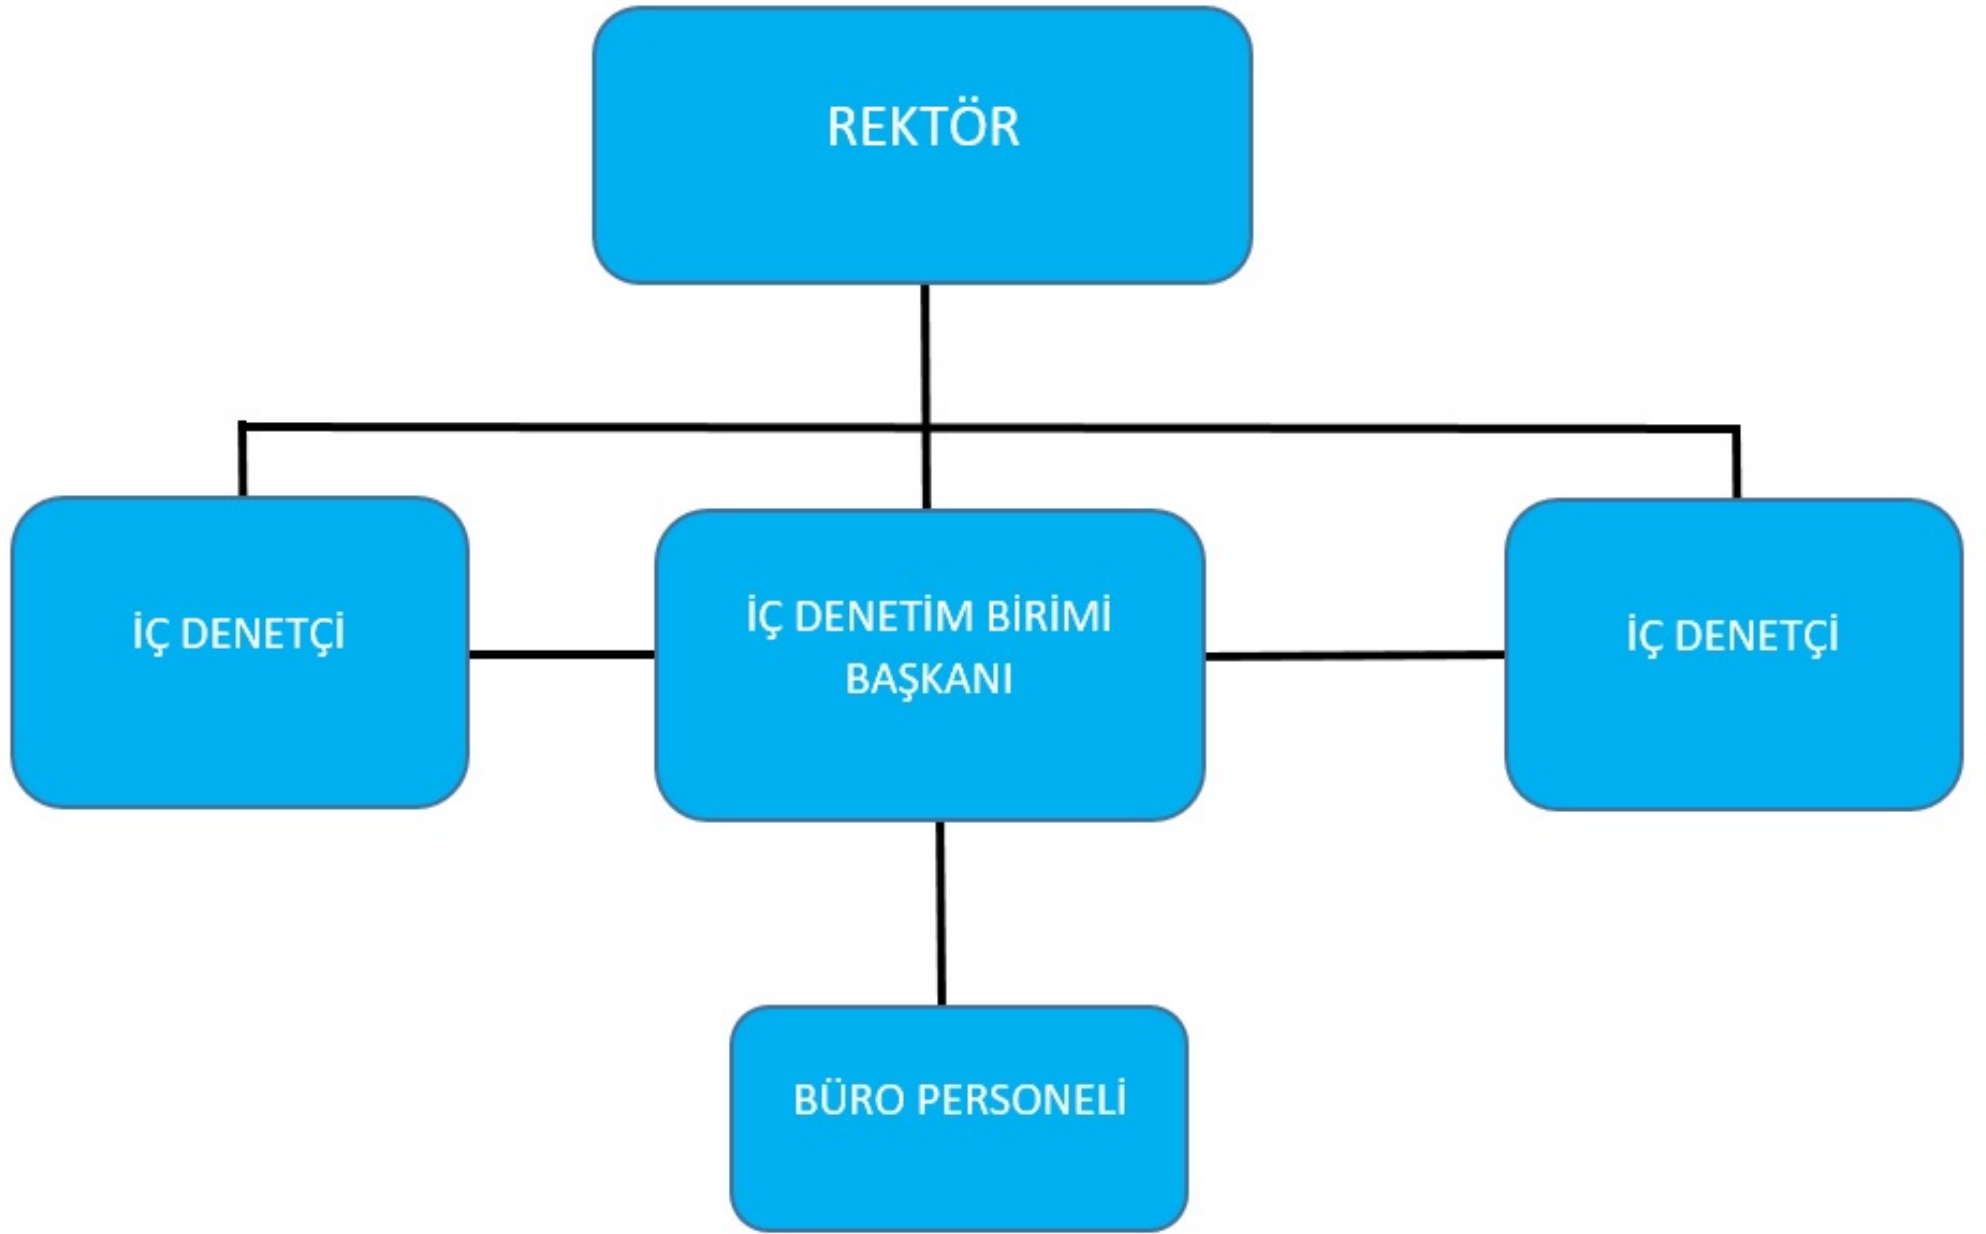 REKTÖR
İÇ DENETÇİ
İÇ DENETİM BİRİMİ
BAŞKANI
İÇ DENETÇİ
BÜRO PERSONELİ